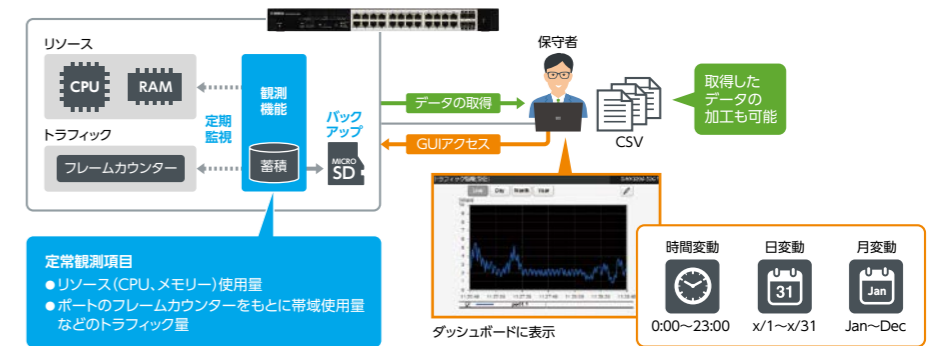 リソース
CPU
RAM
観測
機能
定期
監視
バック
アップ
トラフィック
フレームカウンター
蓄積
MICRO
SD
データの取得
GUIアクセス
保守者
CSV
取得した
データの
加工も可能
定常観測項目
●リソース（CPU、メモリー）使用量
●ポートのフレームカウンターをもとに帯域使用量
などのトラフィック量
Live Day Month Year
ダッシュボードに表示
時間変動
日変動
月変動
31
Jan
0:00～23:00
x/1～x/31
Jan～Dec